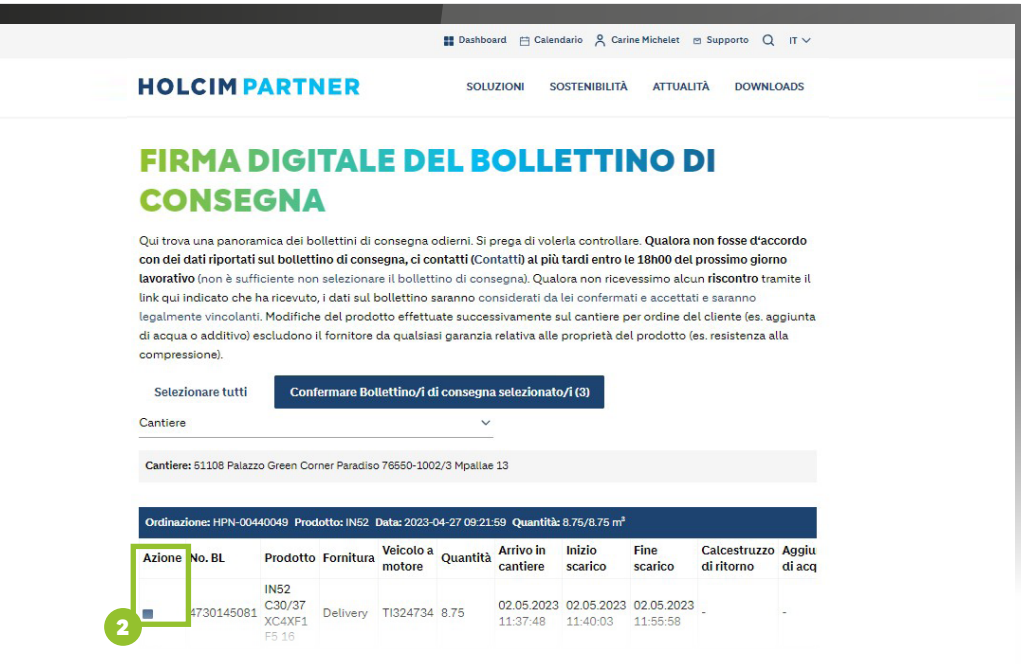 Dashboard Calendario Carine Michelet Supporto IT
HOLCIM PARTNER SOLUZIONI SOSTENIBILITÀ ATTUALITÀ DOWNLOADS
FIRMA DIGITALE DEL BOLLETTINO DI
CONSEGNA
Qui trova una panoramica dei bollettini di consegna odierni. Si prega di volerla controllare. Qualora non fosse d'accordo
con dei dati riportati sul bollettino di consegna, ci contatti (Contatti) al più tardi entro le 18h00 del prossimo giorno
lavorativo (non è sufficiente non selezionare il bollettino di consegna). Qualora non ricevessimo alcun riscontro tramite il
link qui indicato che ha ricevuto, i dati sul bollettino saranno considerati da lei confermati e accettati e saranno
legalmente vincolanti. Modifiche del prodotto effettuate successivamente sul cantiere per ordine del cliente (es. aggiunta
di acqua o additivo) escludono il fornitore da qualsiasi garanzia relativa alle proprietà del prodotto (es. resistenza alla
compressione).
Selezionare tutti Confermare Bollettino/i di consegna selezionato/i (3)
Cantiere
Cantiere: 51108 Palazzo Green Corner Paradiso 76550-1002/3 Mpallae 13
Ordinazione: HPN-00440049 Prodotto: IN52 Data: 2023-04-27 09:21:59 Quantità: 8.75/8.75 m³
Azione No. BL Prodotto Fornitura Veicolo a motore Quantità Arrivo in cantiere Inizio scarico Fine scarico Calcestruzzo di ritorno Aggiu di acq
4730145081 IN52 C30/37 XC4XF1 F5 16 Delivery TI324734 8.75 02.05.2023 11:37:48 02.05.2023 11:40:03 02.05.2023 11:55:58 - -
2